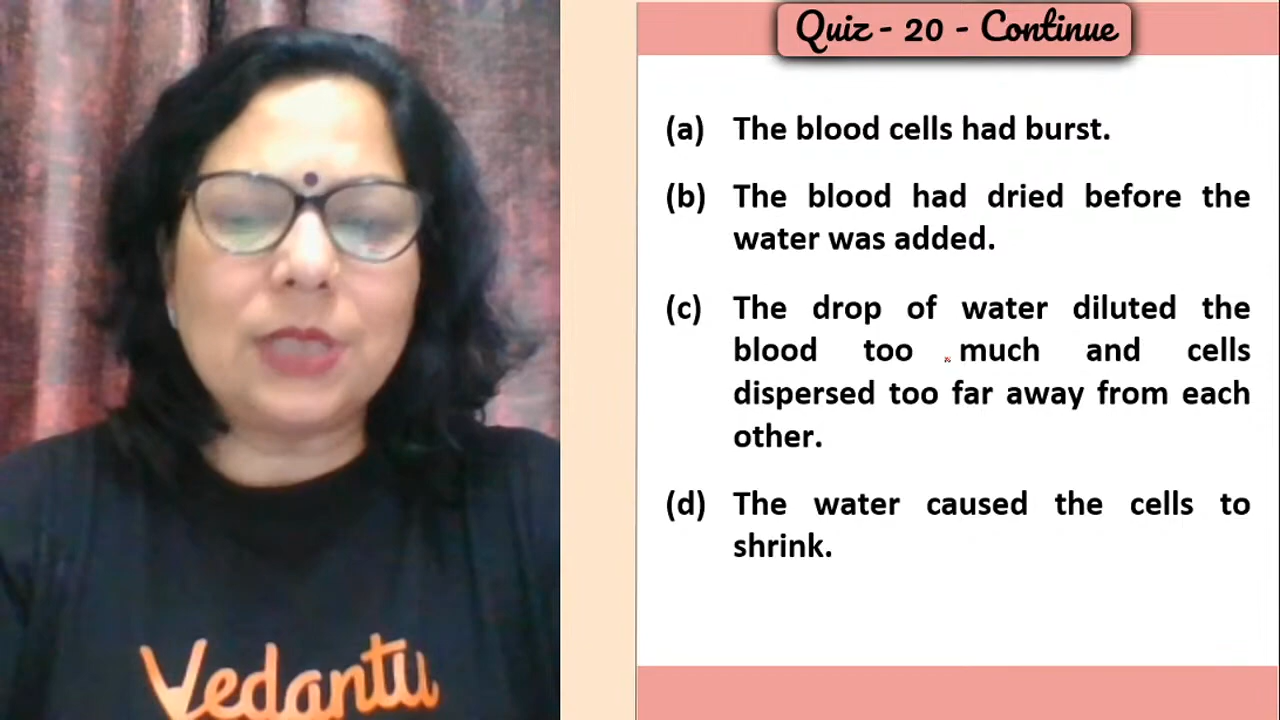 Quiz - 20 - Continue
(a) The blood cells had burst.
(b) The blood had dried before the
water was added.
(c) The drop of water diluted the
blood too much and cells
dispersed too far away from each
other.
(d) The water caused the cells to
shrink.
Vedantu